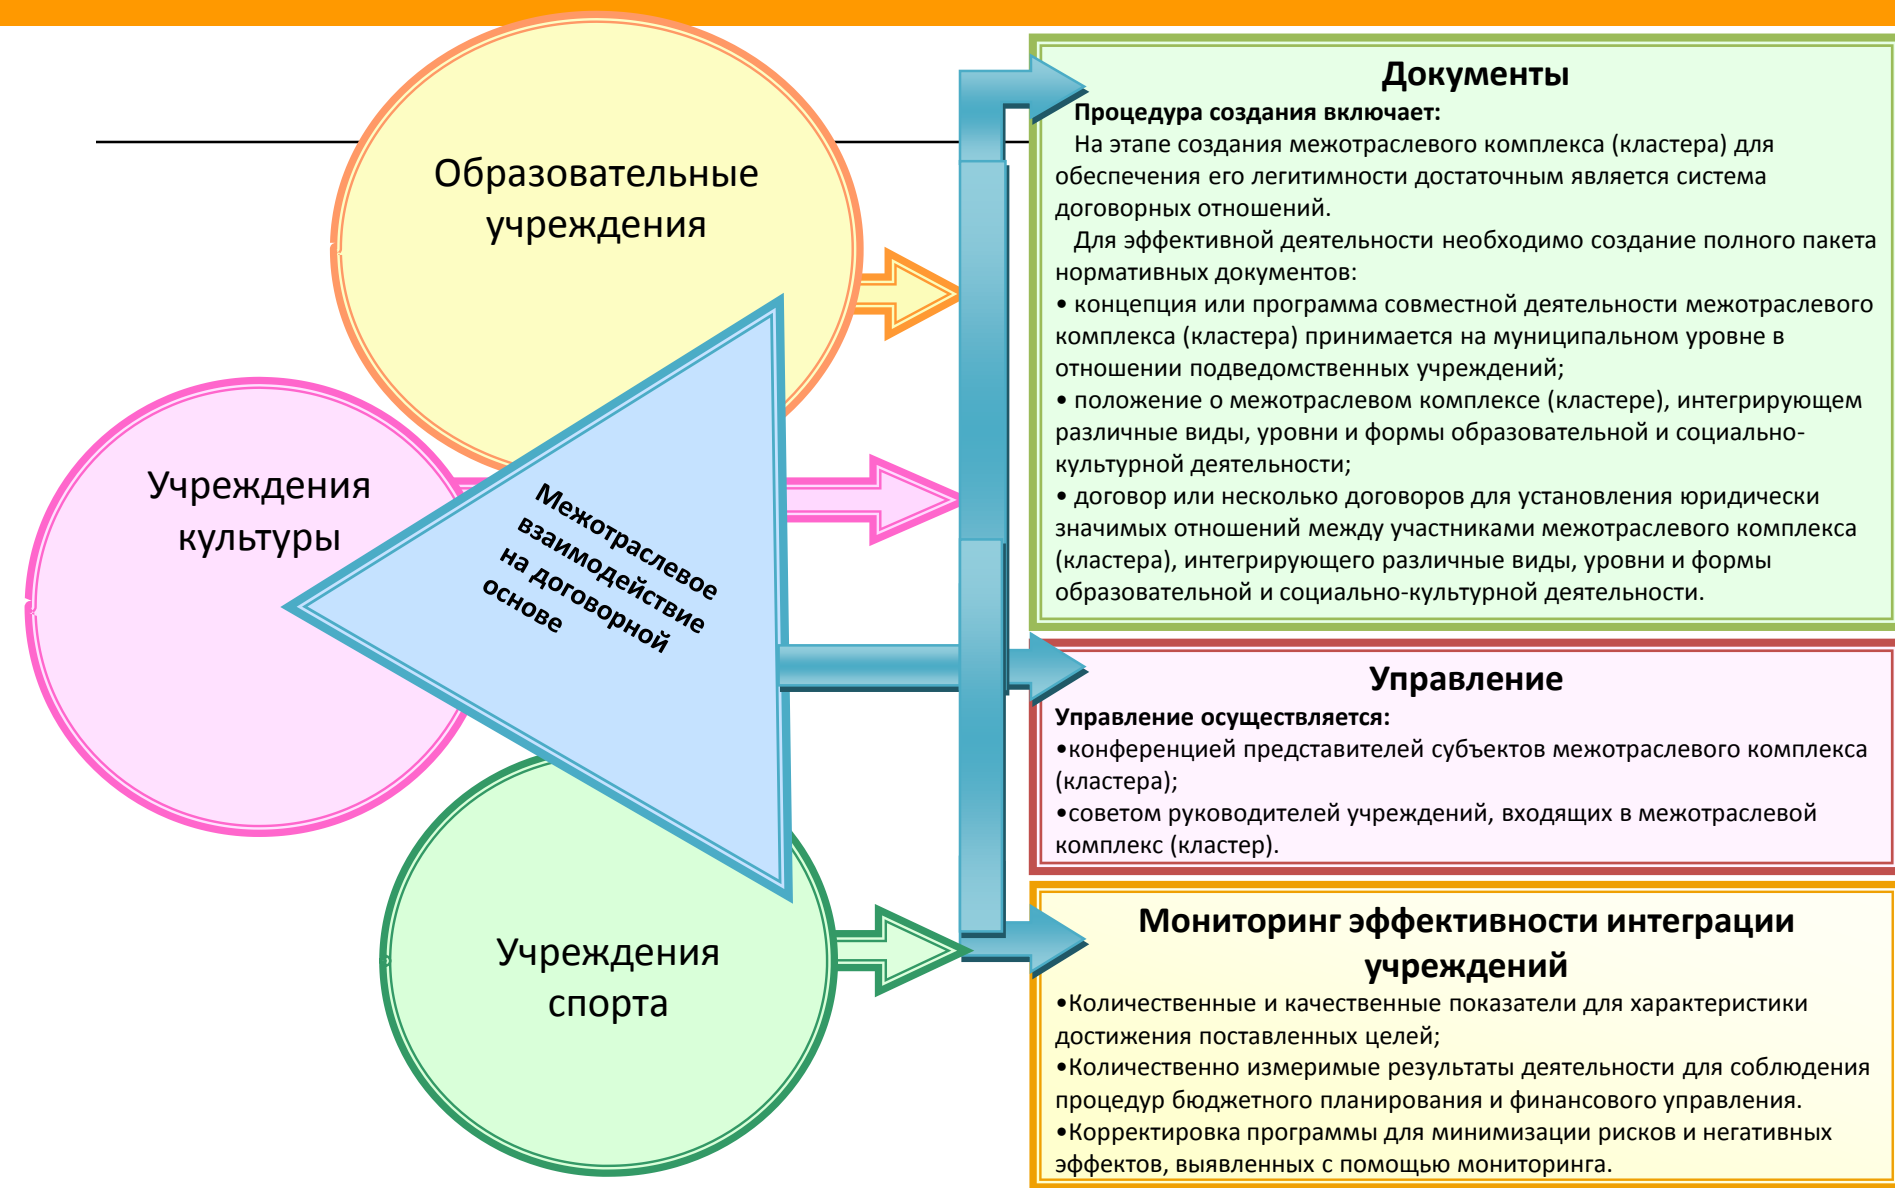 Образовательные
учреждения
Учреждения
культуры
Межотраслевое
взаимодействие
на договорной
основе
Учреждения
спорта
Документы
Процедура создания включает:
На этапе создания межотраслевого комплекса (кластера) для
обеспечения его легитимности достаточным является система
договорных отношений.
Для эффективной деятельности необходимо создание полного пакета
нормативных документов:
• концепция или программа совместной деятельности межотраслевого
комплекса (кластера) принимается на муниципальном уровне в
отношении подведомственных учреждений;
• положение о межотраслевом комплексе (кластере), интегрирующем
различные виды, уровни и формы образовательной и социально-
культурной деятельности;
• договор или несколько договоров для установления юридически
значимых отношений между участниками межотраслевого комплекса
(кластера), интегрирующего различные виды, уровни и формы
образовательной и социально-культурной деятельности.
Управление
Управление осуществляется:
•конференцией представителей субъектов межотраслевого комплекса
(кластера);
•советом руководителей учреждений, входящих в межотраслевой
комплекс (кластер).
Мониторинг эффективности интеграции
учреждений
•Количественные и качественные показатели для характеристики
достижения поставленных целей;
•Количественно измеримые результаты деятельности для соблюдения
процедур бюджетного планирования и финансового управления.
•Корректировка программы для минимизации рисков и негативных
эффектов, выявленных с помощью мониторинга.